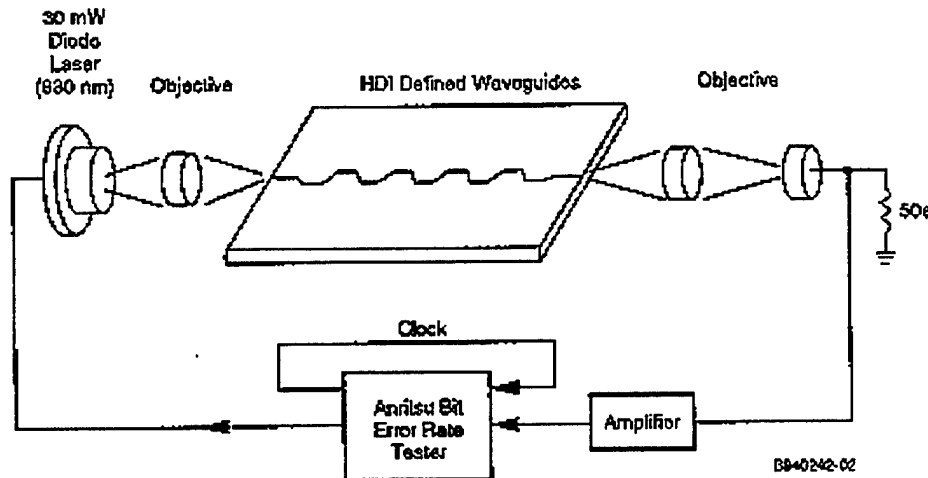 30 mW
Diode
Laser
(830 nm)
Objective
HDI Defined Waveguides
Objective
Clock
Anritsu Bit
Error Rate
Tester
Amplifier
B940242-02